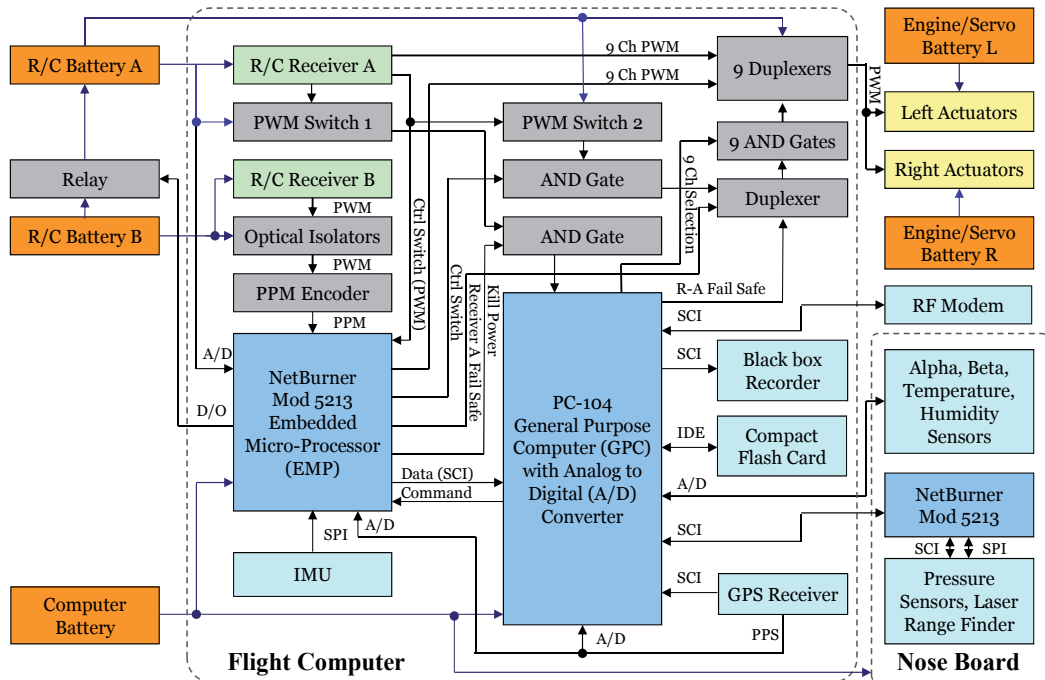 R/C Battery A
R/C Receiver A
9 Ch PWM
9 Ch PWM
9 Duplexers
Engine/Servo
Battery L
PWM
PWM Switch 1
PWM Switch 2
Left Actuators
9 AND Gates
Relay
R/C Receiver B
AND Gate
9 Ch Selection
Duplexer
Right Actuators
PWM
R/C Battery B
Optical Isolators
AND Gate
Engine/Servo
Battery R
PWM
Ctrl Switch (PWM)
Ctrl Switch
Receiver A Fail Safe
Kill Power
PPM Encoder
PPM
R-A Fail Safe
SCI
RF Modem
A/D
D/O
NetBurner
Mod 5213
Embedded
Micro-Processor
(EMP)
PC-104
General Purpose
Computer (GPC)
with Analog to
Digital (A/D)
Converter
SCI
Black box
Recorder
Alpha, Beta,
Temperature,
Humidity
Sensors
IDE
Compact
Flash Card
Data (SCI)
Command
A/D
SPI
A/D
SCI
NetBurner
Mod 5213
SCI
SPI
IMU
SCI
GPS Receiver
Pressure
Sensors, Laser
Range Finder
Computer
Battery
A/D
PPS
Flight Computer
Nose Board